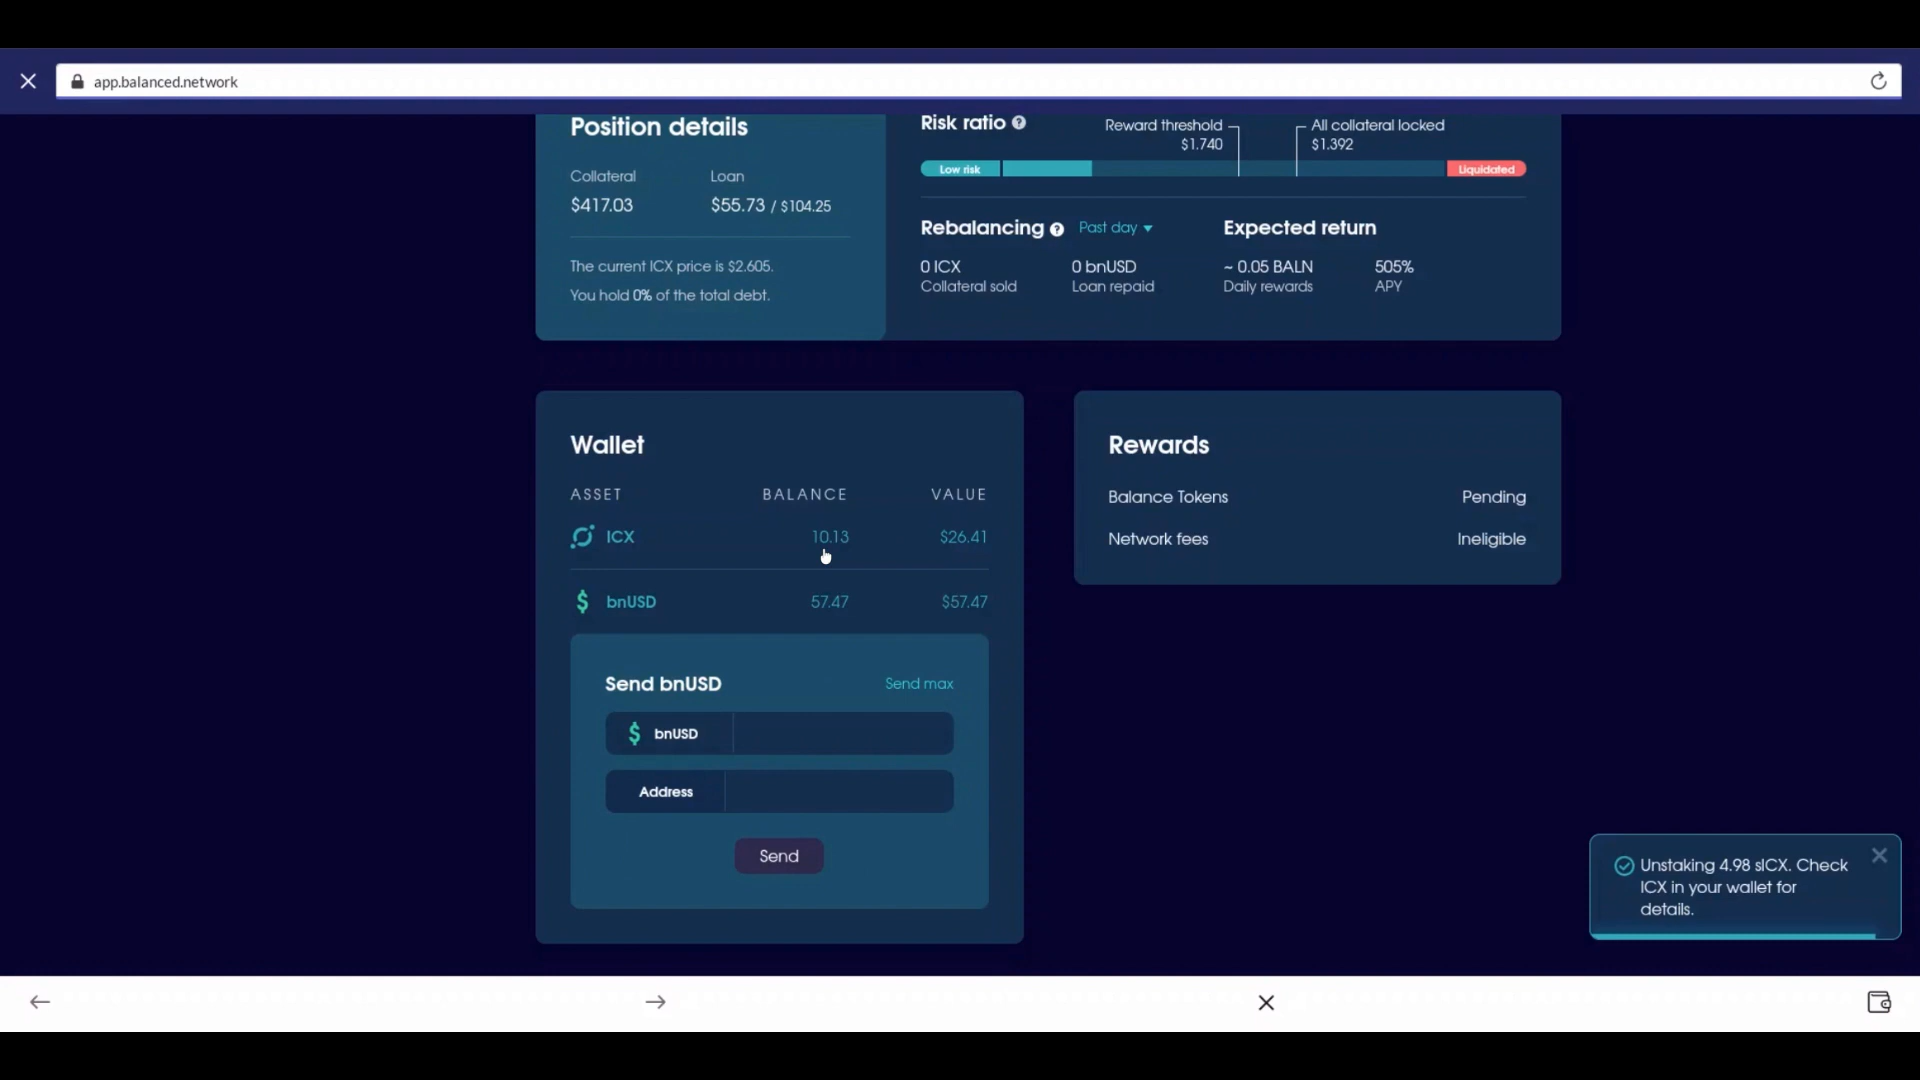 app.balanced.network
Position details
Collateral Loan
$417.03 $55.73 / $104.25
The current ICX price is $2.605.
You hold 0% of the total debt.
Risk ratio ?
Reward threshold
$1.740
All collateral locked
$1.392
Low risk
Liquidated
Rebalancing ? Past day
0 ICX 0 bnUSD
Collateral sold Loan repaid
Expected return
~ 0.05 BALN 505%
Daily rewards APY
Wallet
ASSET BALANCE VALUE
ICX 10.13 $26.41
$ bnUSD 57.47 $57.47
Send bnUSD Send max
$ bnUSD
Address
Send
Rewards
Balance Tokens Pending
Network fees Ineligible
Unstaking 4.98 sICX. Check
ICX in your wallet for
details.